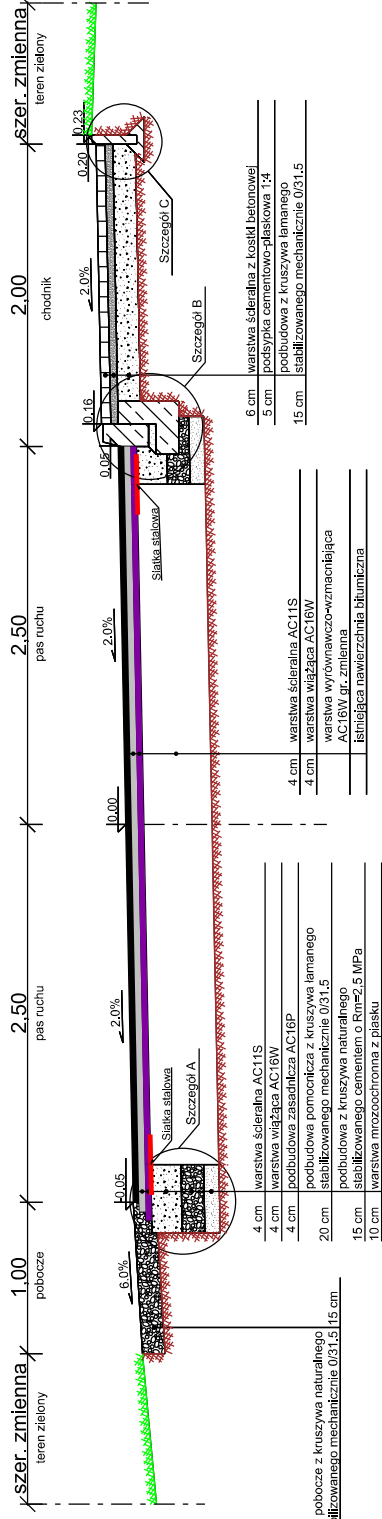 szer. zmienna
teren zielony
1,00
pobocze
2,50
pas ruchu
2,50
pas ruchu
2,00
chodnik
szer. zmienna
teren zielony
6.0%
-0,05
2,0%
0,00
2,0%
0,05
0,16
2,0%
0,20
0,23
Siatka stalowa
Szczegół A
Siatka stalowa
Szczegół B
Szczegół C
pobocze z kruszywa naturalnego
ilizowanego mechanicznie 0/31,5 15 cm
4 cm warstwa ścieralna AC11S
4 cm warstwa wiążąca AC16W
4 cm podbudowa zasadnicza AC16P
podbudowa pomocnicza z kruszywa łamanego
20 cm stabilizowanego mechanicznie 0/31,5
podbudowa z kruszywa naturalnego
15 cm stabilizowanego cementem o Rm=2,5 MPa
10 cm warstwa mrozoochronna z piasku
4 cm warstwa ścieralna AC11S
4 cm warstwa wiążąca AC16W
warstwa wyrównawczo-wzmacniająca
AC16W gr. zmienna
istniejąca nawierzchnia bitumiczna
6 cm warstwa ścieralna z kostki betonowej
5 cm podsypka cementowo-piaskowa 1:4
podbudowa z kruszywa łamanego
15 cm stabilizowanego mechanicznie 0/31.5